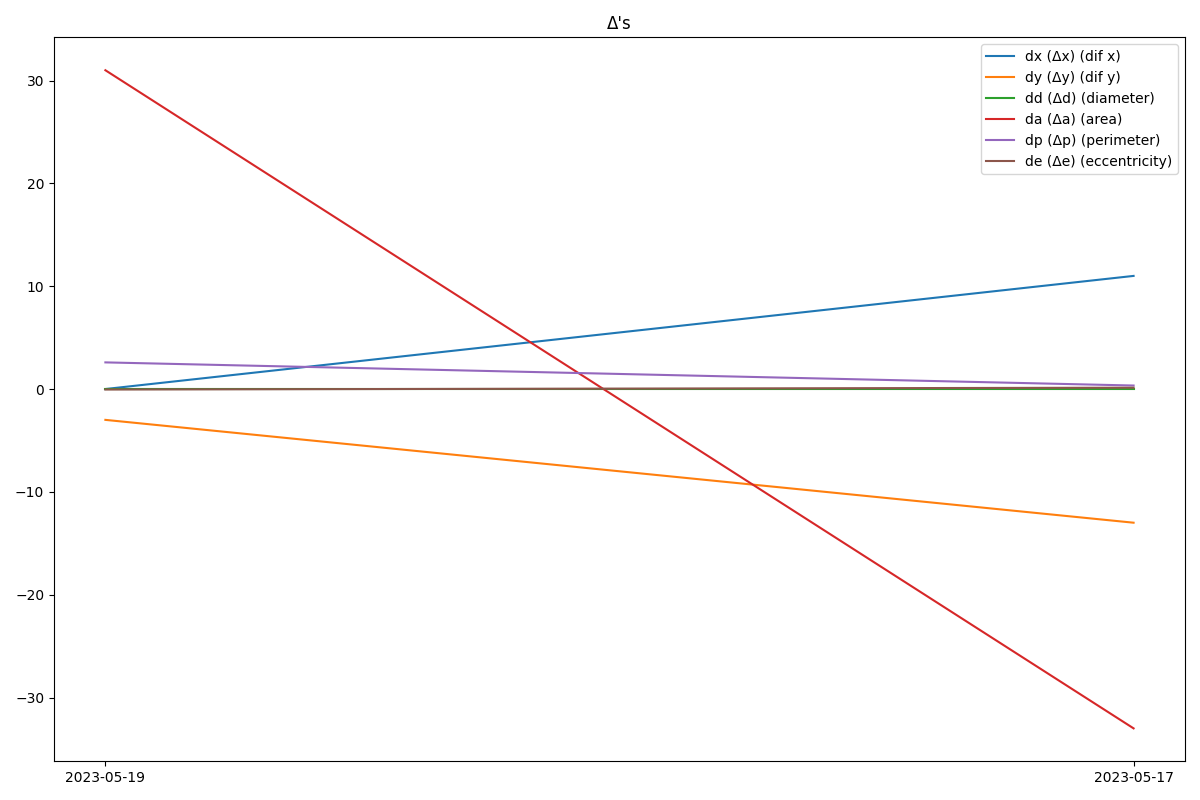 Δ's
dx (Δx) (dif x)
dy (Δy) (dif y)
dd (Δd) (diameter)
da (Δa) (area)
dp (Δp) (perimeter)
de (Δe) (eccentricity)
30
20
10
0
−10
−20
−30
2023-05-19
2023-05-17